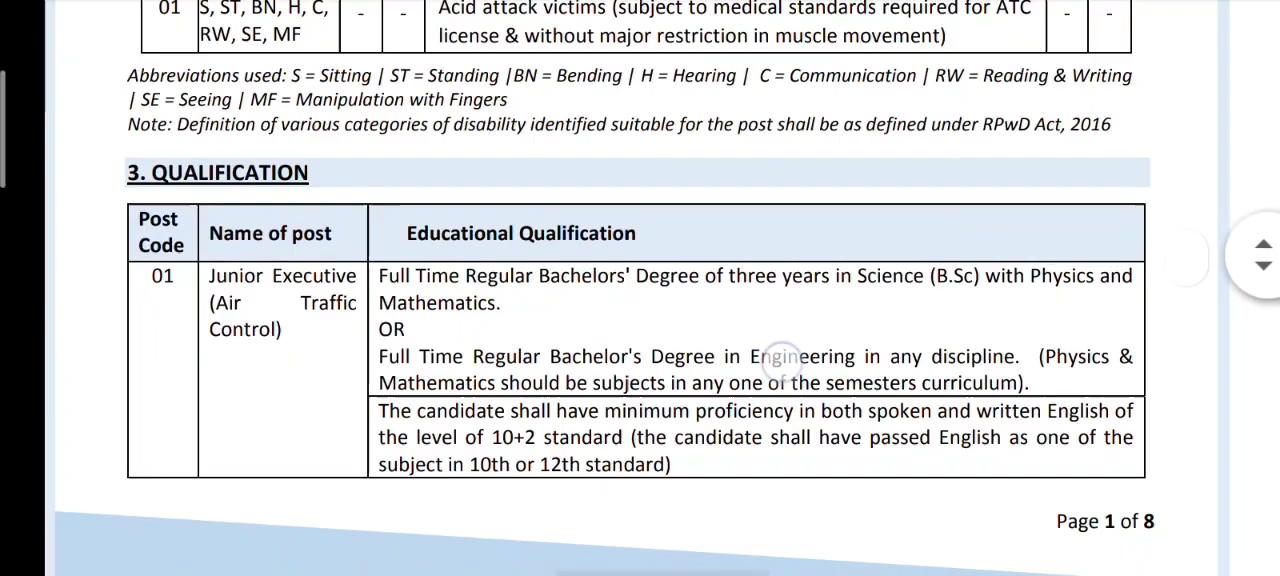 01 S, ST, BN, H, C, - - Acid attack victims (subject to medical standards required for ATC - -
RW, SE, MF license & without major restriction in muscle movement)
Abbreviations used: S = Sitting | ST = Standing |BN = Bending | H = Hearing | C = Communication | RW = Reading & Writing
| SE = Seeing | MF = Manipulation with Fingers
Note: Definition of various categories of disability identified suitable for the post shall be as defined under RPwD Act, 2016
3. QUALIFICATION
Post
Code
Name of post
Educational Qualification
01
Junior Executive
(Air Traffic
Control)
Full Time Regular Bachelors' Degree of three years in Science (B.Sc) with Physics and
Mathematics.
OR
Full Time Regular Bachelor's Degree in Engineering in any discipline. (Physics &
Mathematics should be subjects in any one of the semesters curriculum).
The candidate shall have minimum proficiency in both spoken and written English of
the level of 10+2 standard (the candidate shall have passed English as one of the
subject in 10th or 12th standard)
Page 1 of 8